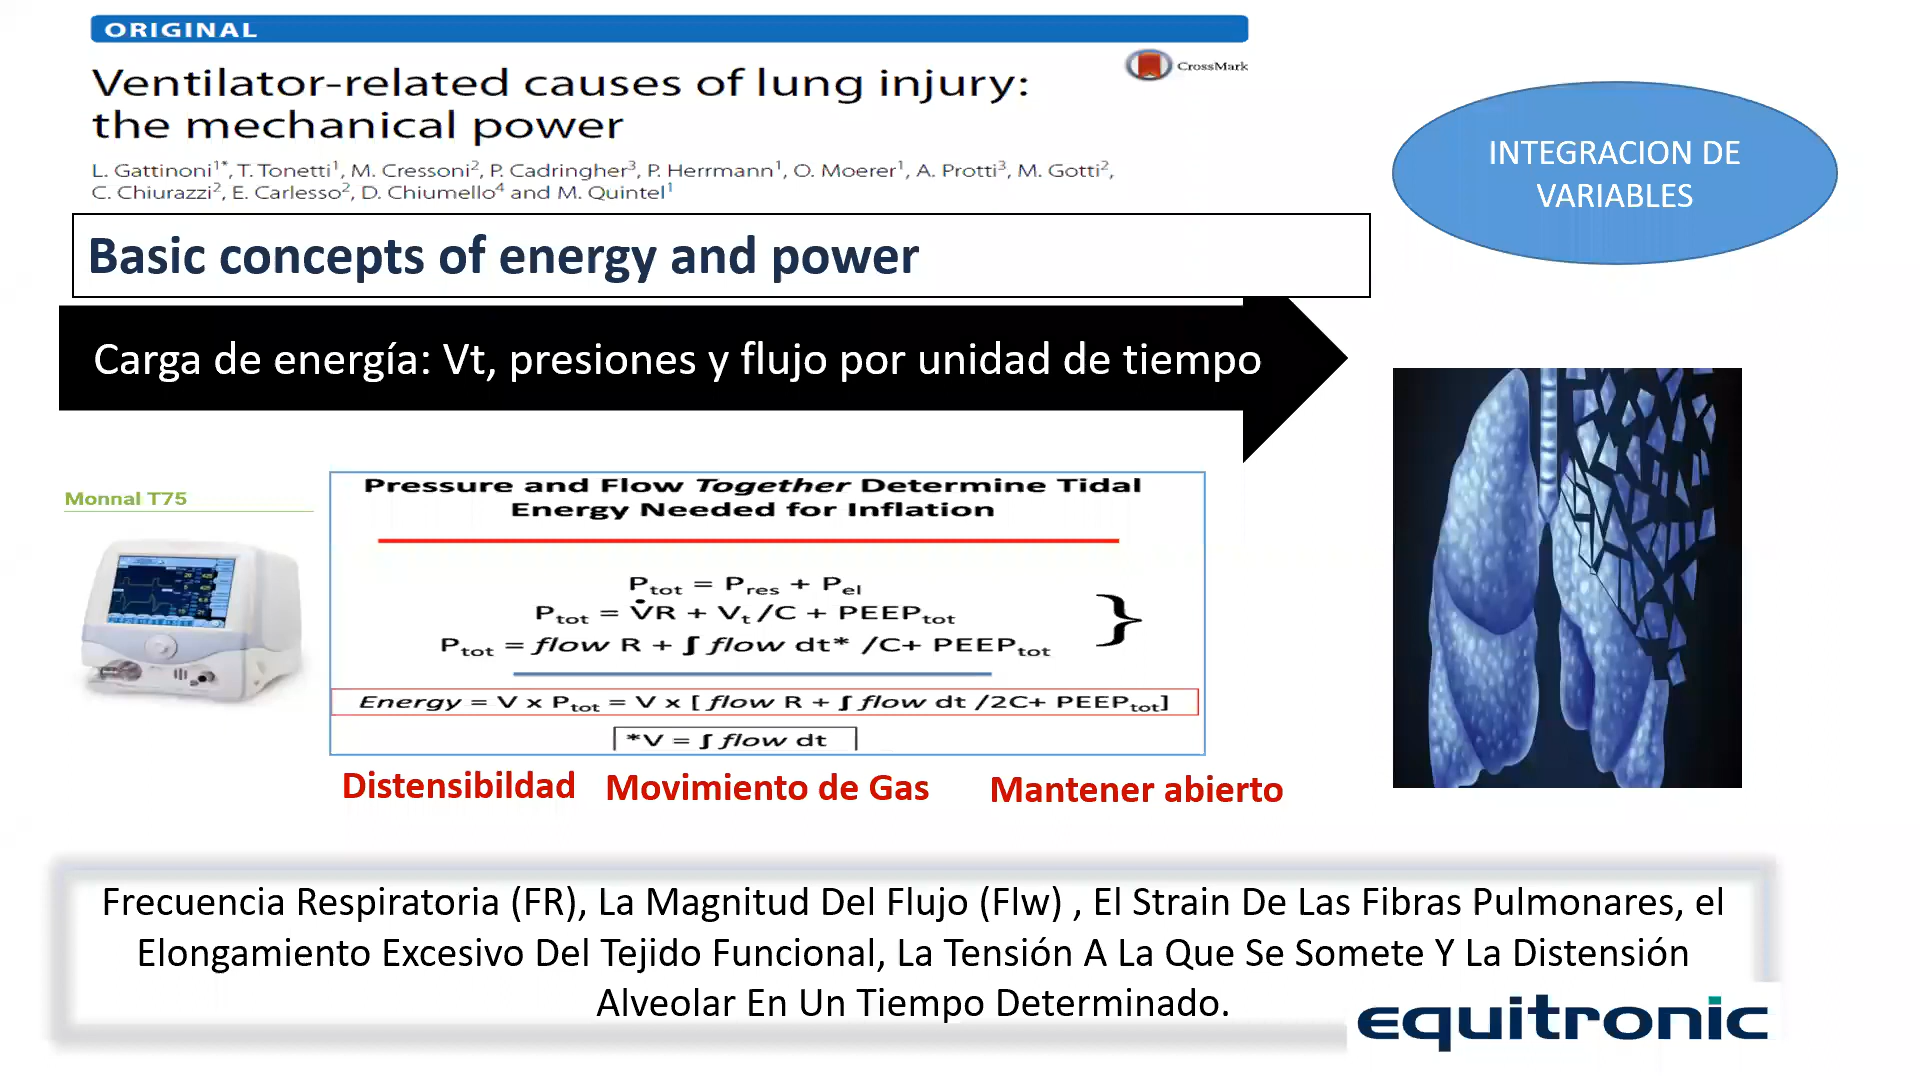 ORIGINAL
CrossMark
Ventilator-related causes of lung injury:
the mechanical power
L. Gattinoni1*, T. Tonetti1, M. Cressoni2, P. Cadringher3, P. Herrmann1, O. Moerer1, A. Protti3, M. Gotti2,
C. Chiurazzi2, E. Carlesso2, D. Chiumello4 and M. Quintel1
INTEGRACION DE
VARIABLES
Basic concepts of energy and power
Carga de energía: Vt, presiones y flujo por unidad de tiempo
Monnal T75
Pressure and Flow Together Determine Tidal
Energy Needed for Inflation
Ptot = Pres + Pel
Ptot = V̇R + Vt /C + PEEPtot
Ptot = flow R + ∫ flow dt* /C+ PEEPtot
Energy = V x Ptot = V x [ flow R + ∫ flow dt /2C+ PEEPtot]
*V = ∫ flow dt
Distensibildad Movimiento de Gas Mantener abierto
Frecuencia Respiratoria (FR), La Magnitud Del Flujo (Flw) , El Strain De Las Fibras Pulmonares, el
Elongamiento Excesivo Del Tejido Funcional, La Tensión A La Que Se Somete Y La Distensión
Alveolar En Un Tiempo Determinado.
equitronic